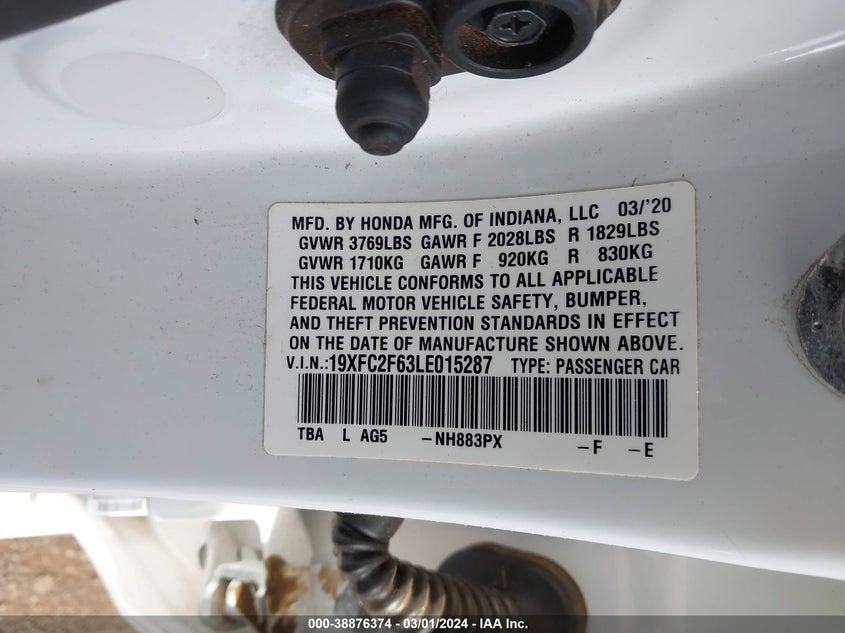 MFD. BY HONDA MFG. OF INDIANA, LLC 03/'20
GVWR 3769LBS GAWR F 2028LBS R 1829LBS
GVWR 1710KG GAWR F 920KG R 830KG
THIS VEHICLE CONFORMS TO ALL APPLICABLE
FEDERAL MOTOR VEHICLE SAFETY, BUMPER,
AND THEFT PREVENTION STANDARDS IN EFFECT
ON THE DATE OF MANUFACTURE SHOWN ABOVE.
V.I.N.:19XFC2F63LE015287 TYPE: PASSENGER CAR
TBA L AG5 -NH883PX -F -E
000-38876374 / 03/01/2024 - IAA Inc.